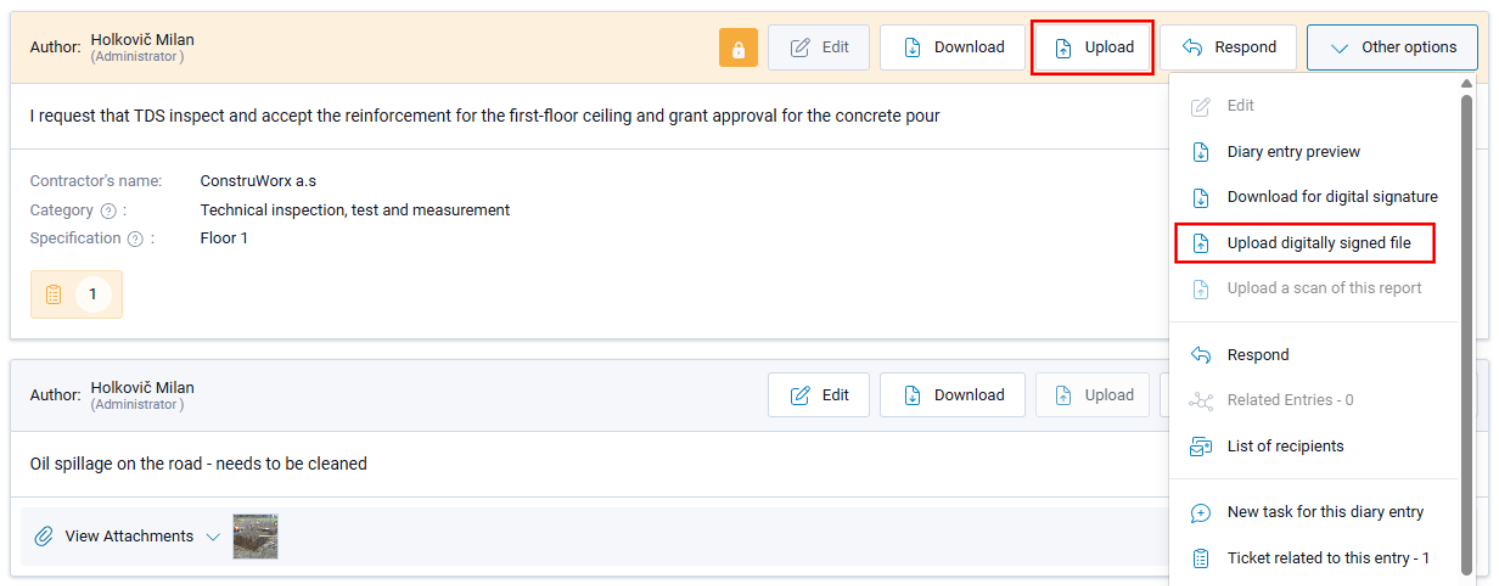 Author: Holkovič Milan
(Administrator )
Edit
Download
Upload
Respond
Other options
I request that TDS inspect and accept the reinforcement for the first-floor ceiling and grant approval for the concrete pour
Contractor's name: ConstruWorx a.s
Category ? : Technical inspection, test and measurement
Specification ? : Floor 1
1
Edit
Diary entry preview
Download for digital signature
Upload digitally signed file
Upload a scan of this report
Respond
Related Entries - 0
List of recipients
New task for this diary entry
Ticket related to this entry - 1
Author: Holkovič Milan
(Administrator )
Edit
Download
Upload
Oil spillage on the road - needs to be cleaned
View Attachments